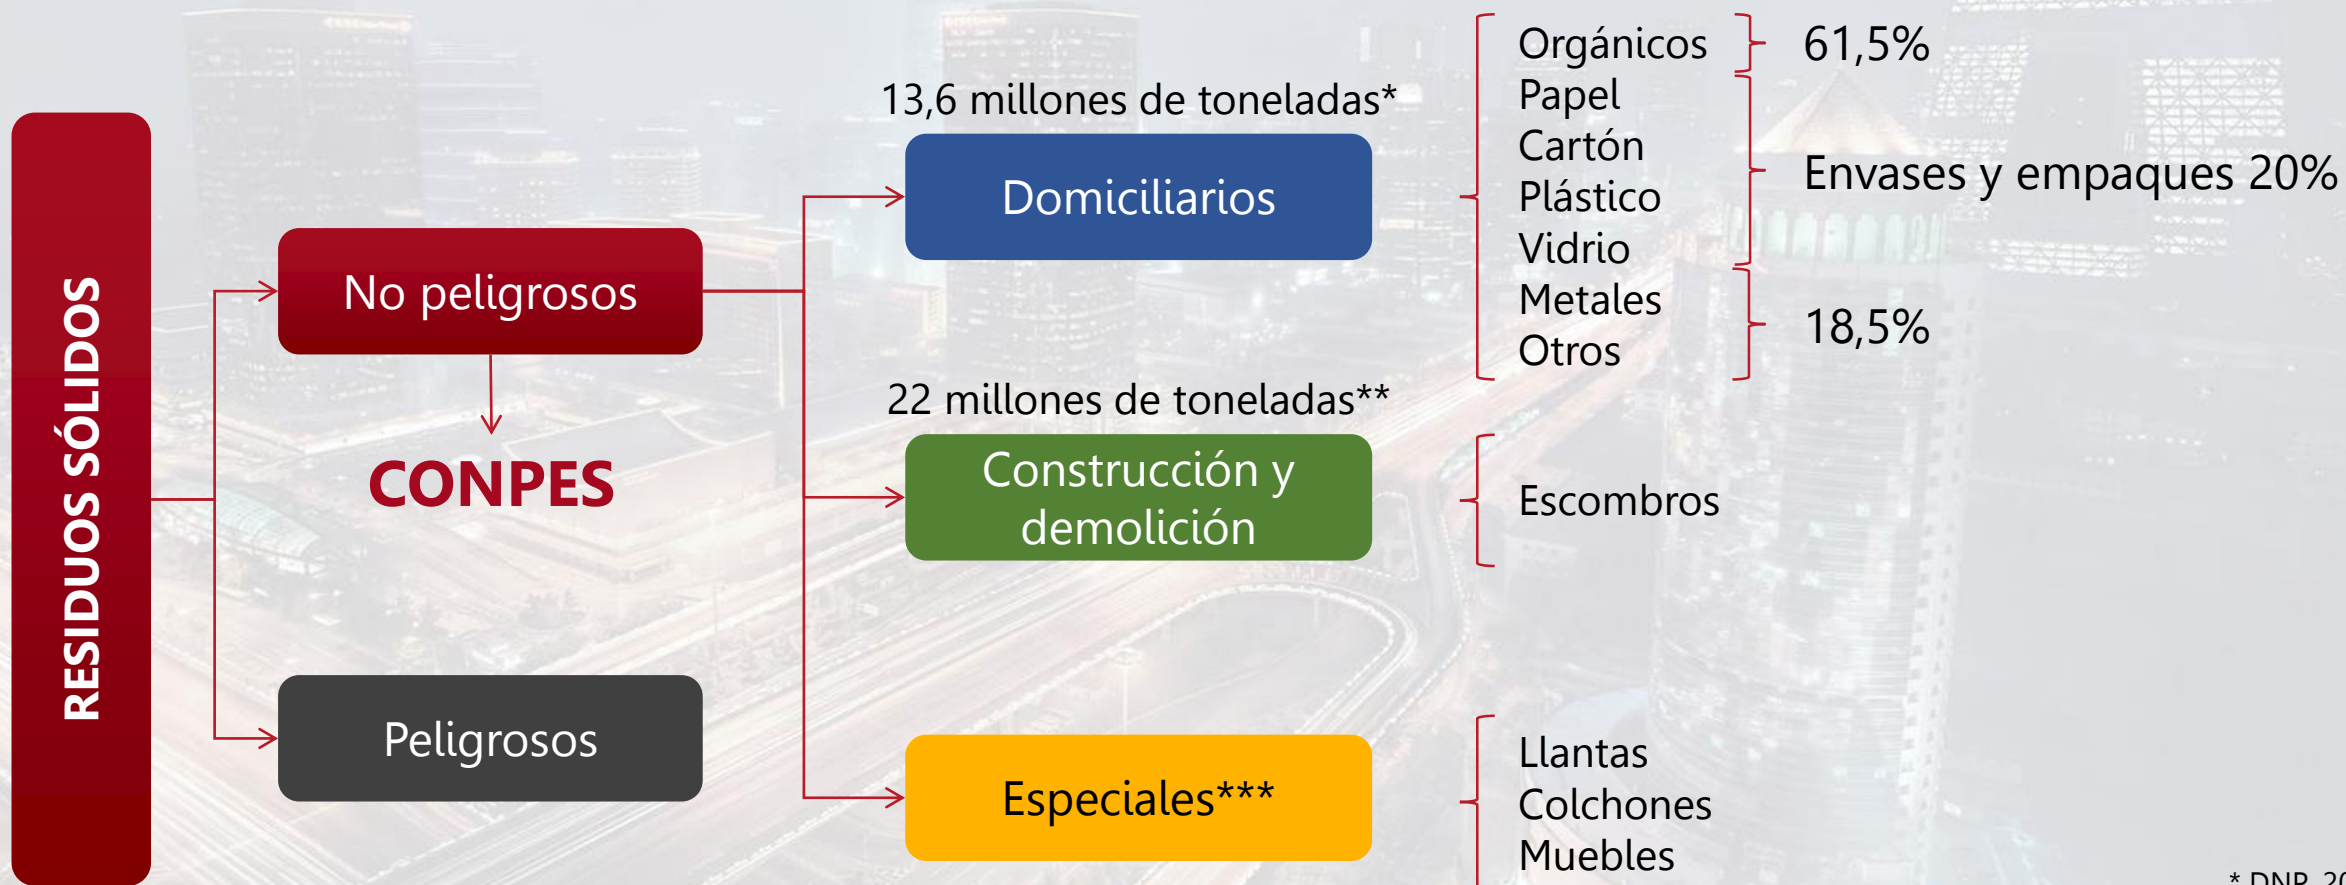 RESIDUOS SÓLIDOS
No peligrosos
CONPES
Peligrosos
13,6 millones de toneladas*
Domiciliarios
Orgánicos
Papel
Cartón
Plástico
Vidrio
Metales
Otros
61,5%
Envases y empaques 20%
18,5%
22 millones de toneladas**
Construcción y
demolición
Escombros
Especiales***
Llantas
Colchones
Muebles
* DNP,